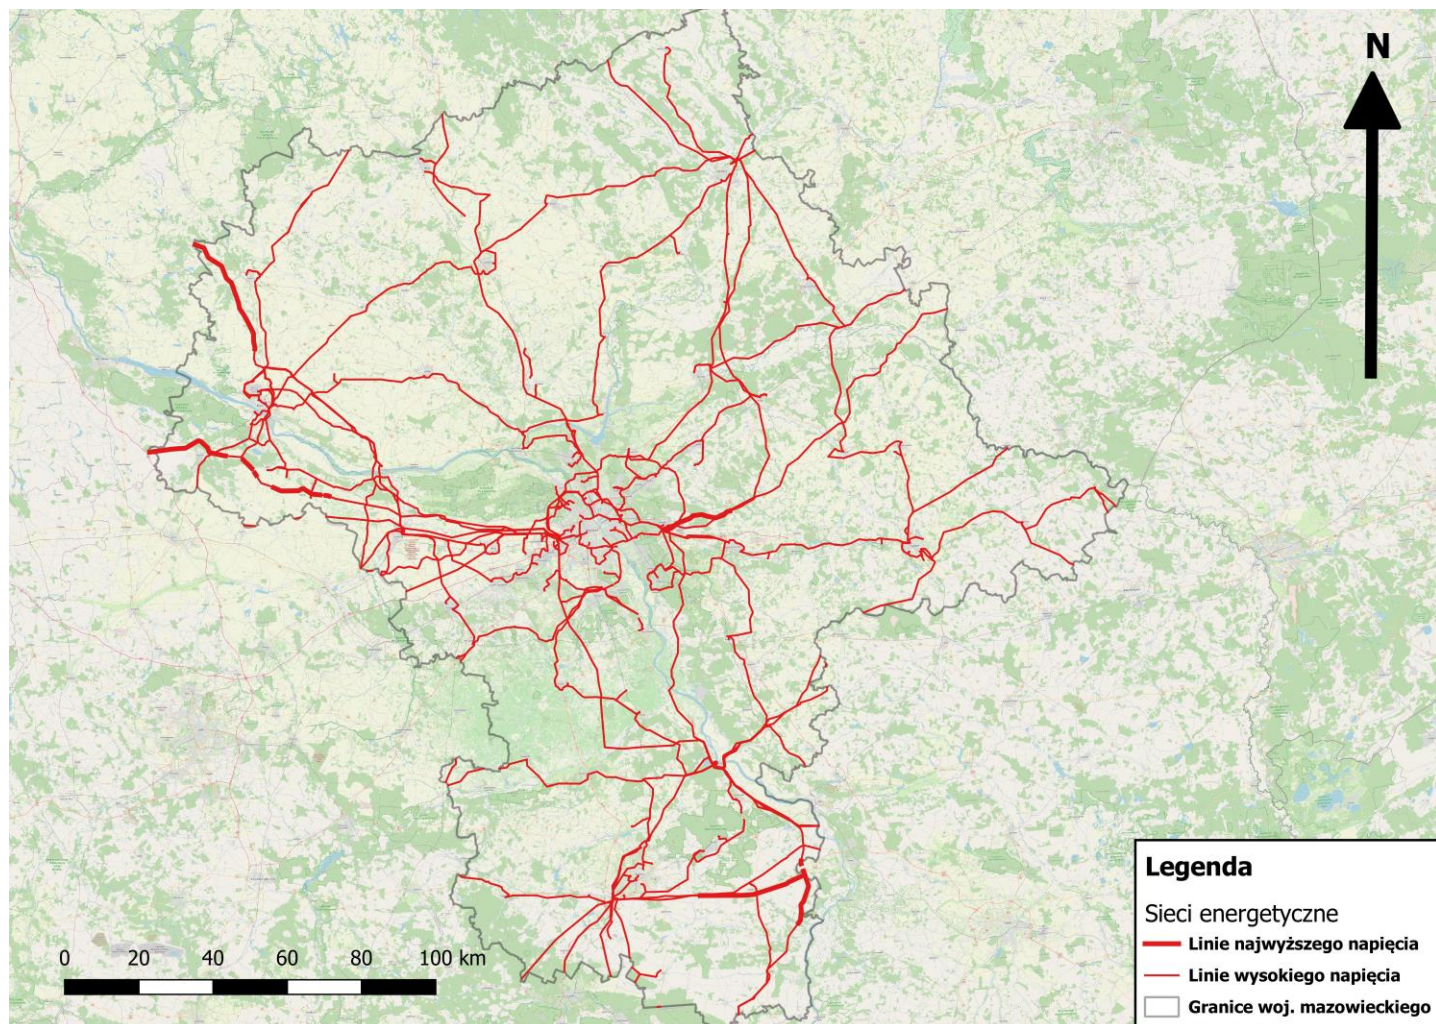 N
0 20 40 60 80 100 km
Legenda
Sieci energetyczne
Linie najwyższego napięcia
Linie wysokiego napięcia
Granice woj. mazowieckiego